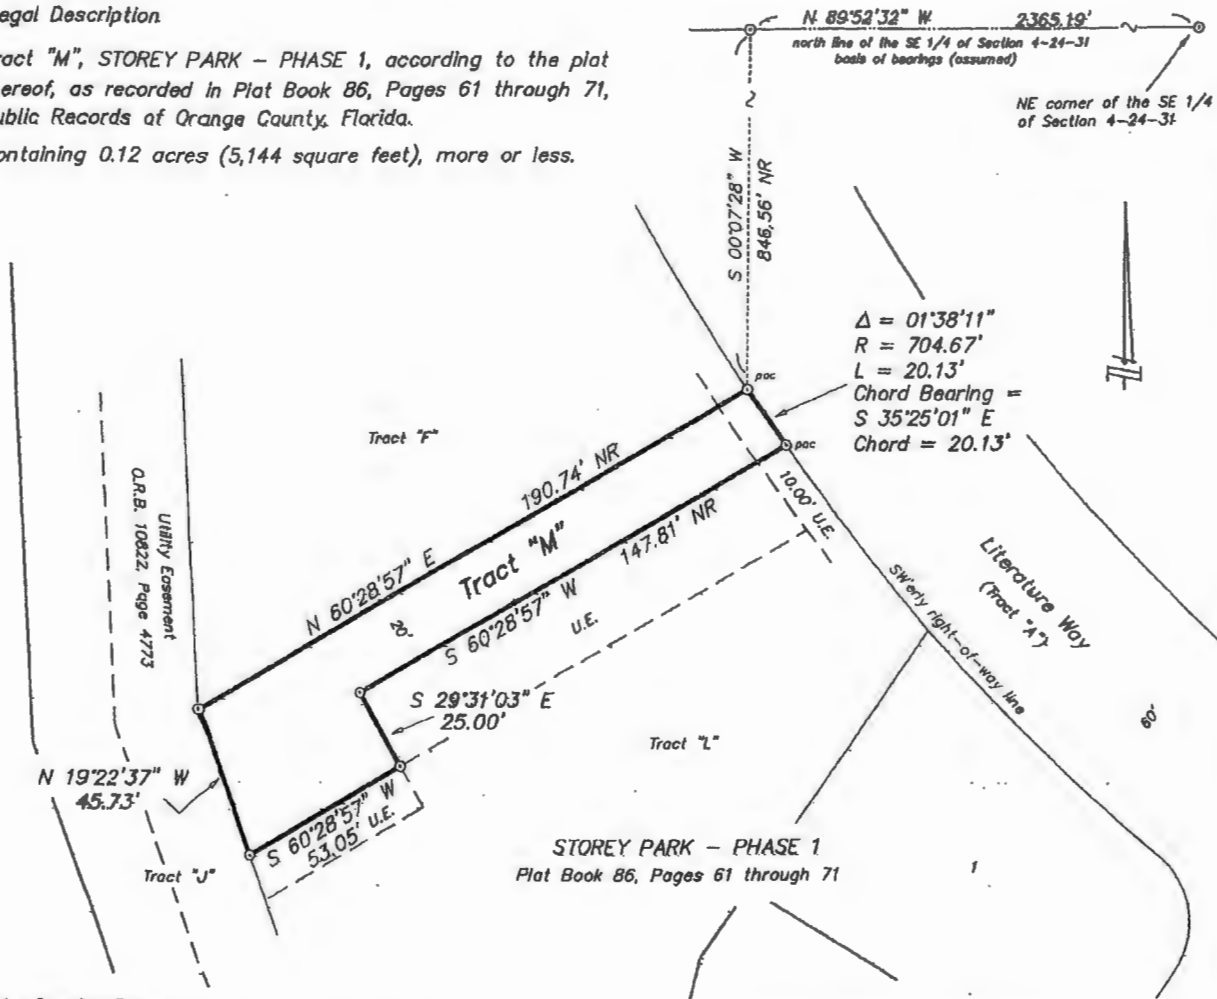 egal Description
ract "M", STOREY PARK - PHASE 1, according to the plat
ereof, as recorded in Plat Book 86, Pages 61 through 71,
ublic Records of Orange County, Florida.
ontaining 0.12 acres (5,144 square feet), more or less.
N 89°52'32" W 2365.19'
north line of the SE 1/4 of Section 4-24-31
basis of bearings (assumed)
NE corner of the SE 1/4
of Section 4-24-31
S 00°07'28" W
846.56' NR
Δ = 01°38'11"
R = 704.67'
L = 20.13'
Chord Bearing =
S 35°25'01" E
Chord = 20.13'
poc
poc
Tract "F"
190.74' NR
N 60°28'57" E
Tract "M"
20'
147.81' NR
S 60°28'57" W
U.E.
10.00' U.E.
Utility Easement
O.R.B. 10822, Page 4773
Literature Way
(Tract "A")
SW'erly right-of-way line
60'
S 29°31'03" E
25.00'
Tract "L"
N 19°22'37" W
45.73'
S 60°28'57" W
53.05' U.E.
Tract "J"
STOREY PARK - PHASE 1
Plat Book 86, Pages 61 through 71
1